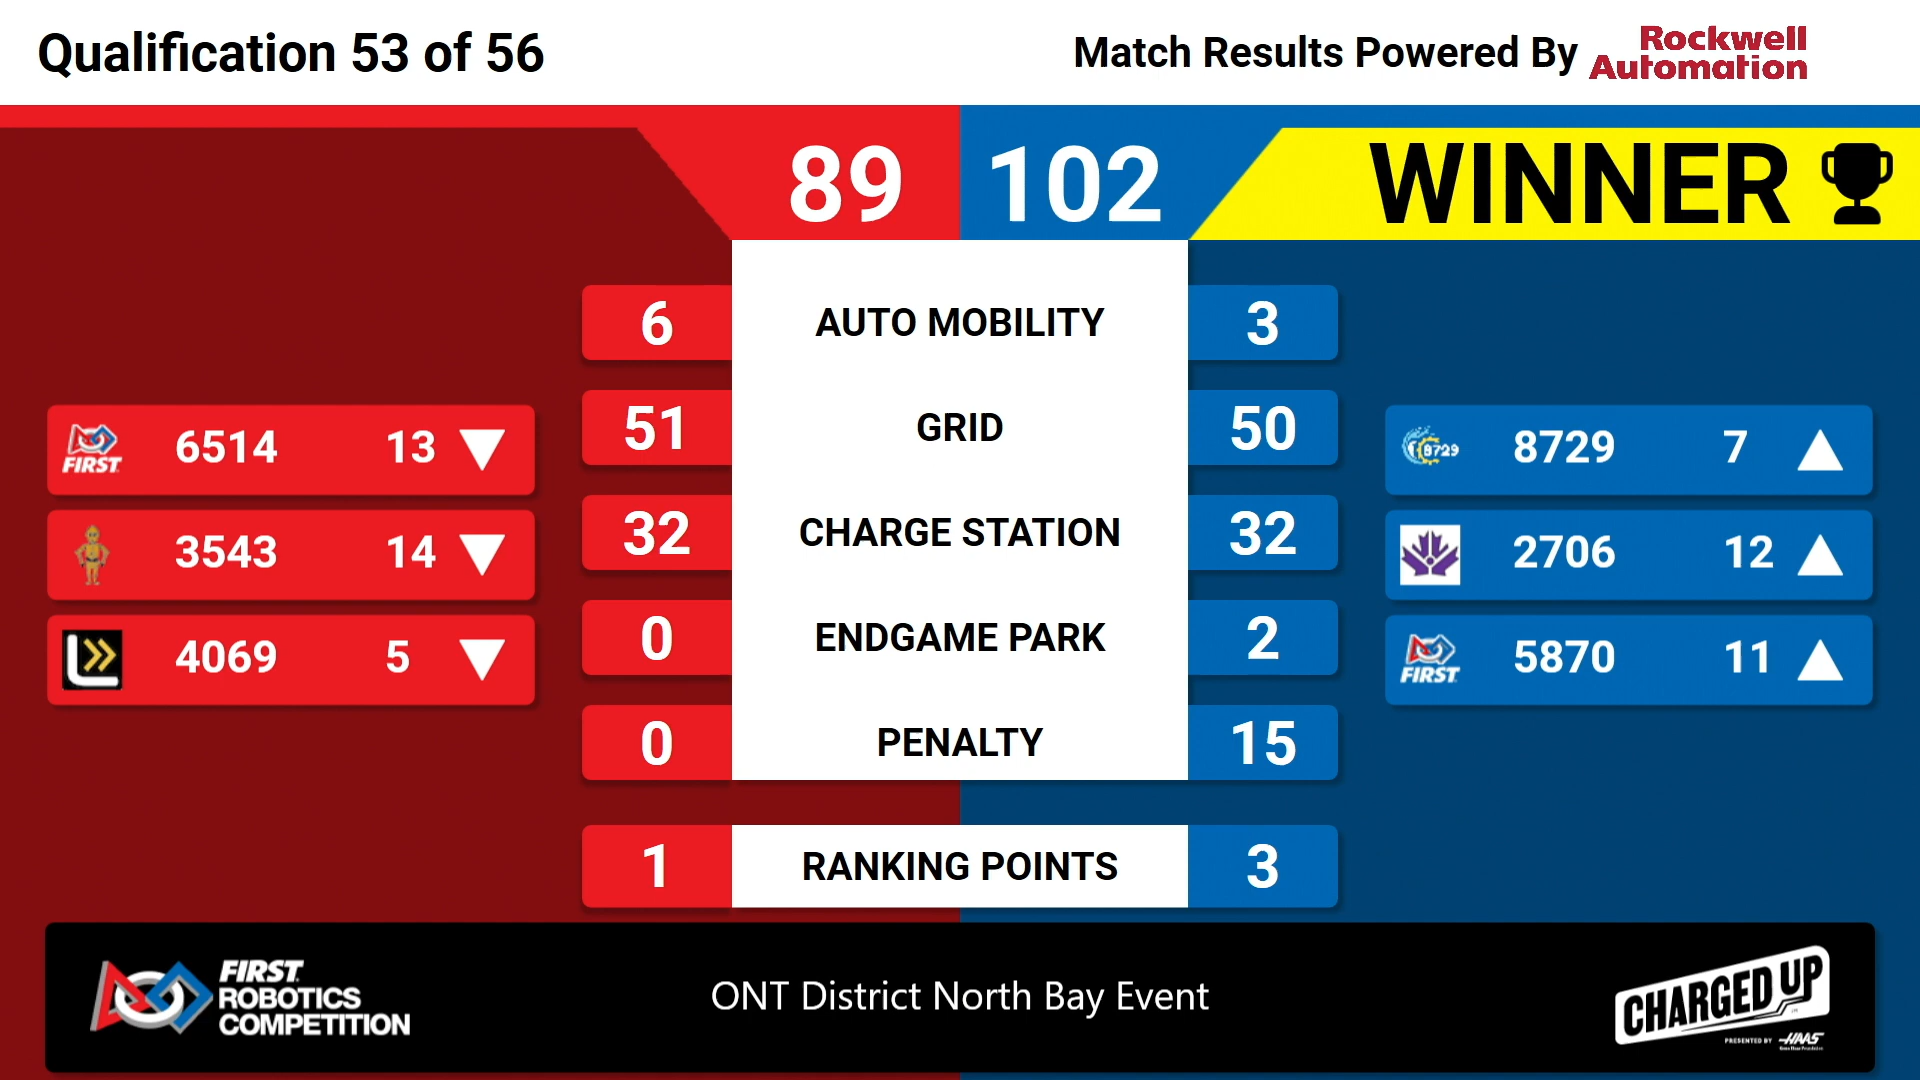 Qualification 53 of 56
Match Results Powered By Rockwell Automation
89 102 WINNER
6 AUTO MOBILITY 3
51 GRID 50
6514 13
8729 7
32 CHARGE STATION 32
3543 14
2706 12
0 ENDGAME PARK 2
4069 5
5870 11
0 PENALTY 15
1 RANKING POINTS 3
FIRST
FIRST
8729
FIRST
ROBOTICS
COMPETITION
ONT District North Bay Event
CHARGED UP
PRESENTED BY HAAS